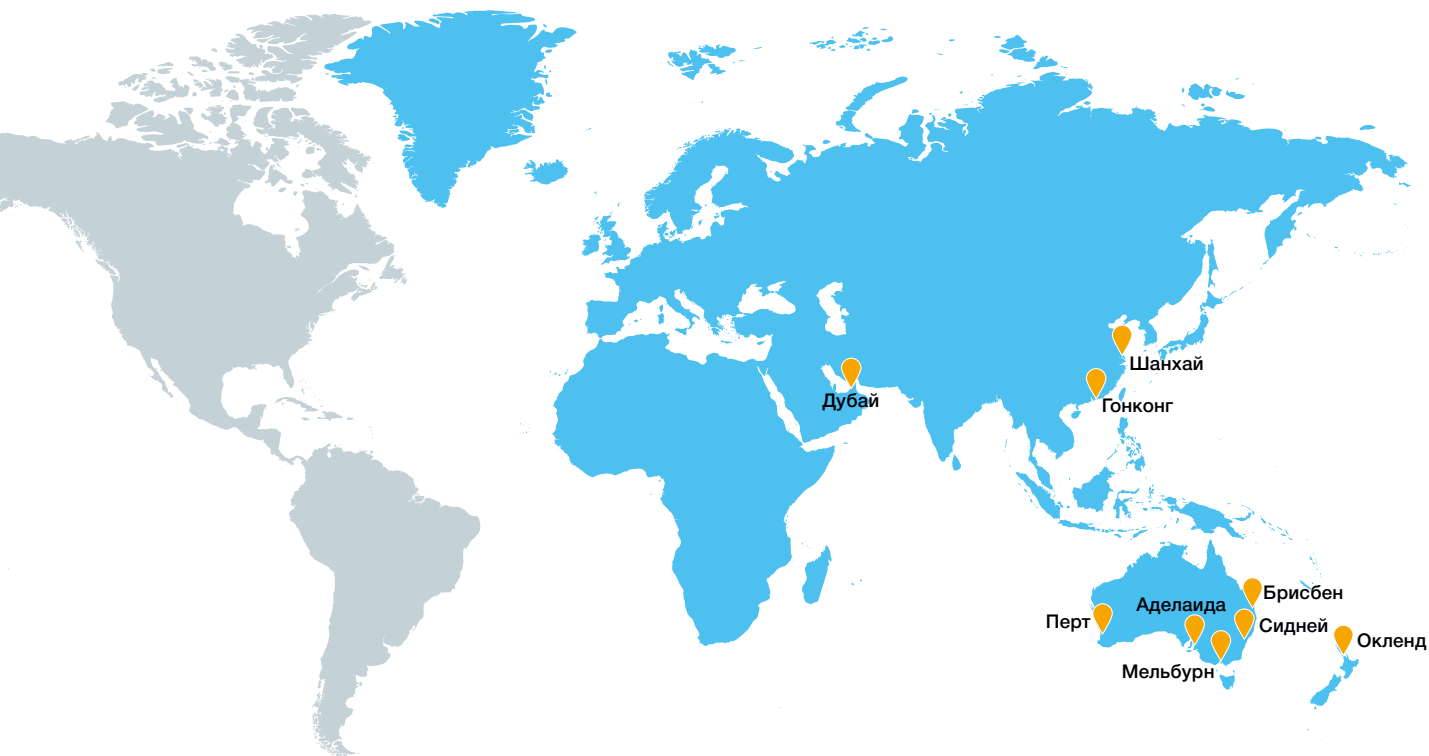 Шанхай
Дубай
Гонконг
Брисбен
Аделаида
Перт
Сидней
Окленд
Мельбурн